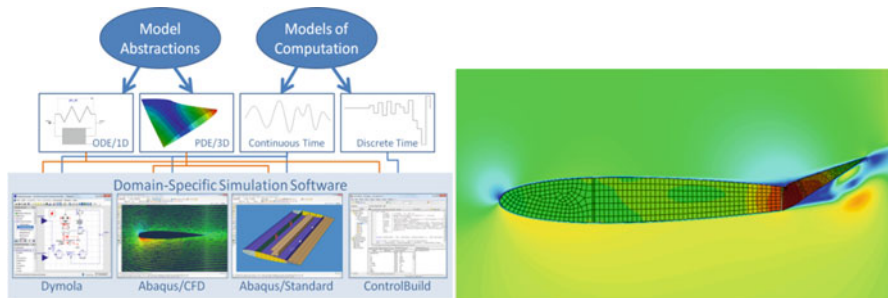 Model
Abstractions
Models of
Computation
ODE/1D
PDE/3D
Continuous Time
Discrete Time
Domain-Specific Simulation Software
Dymola
Abaqus/CFD
Abaqus/Standard
ControlBuild